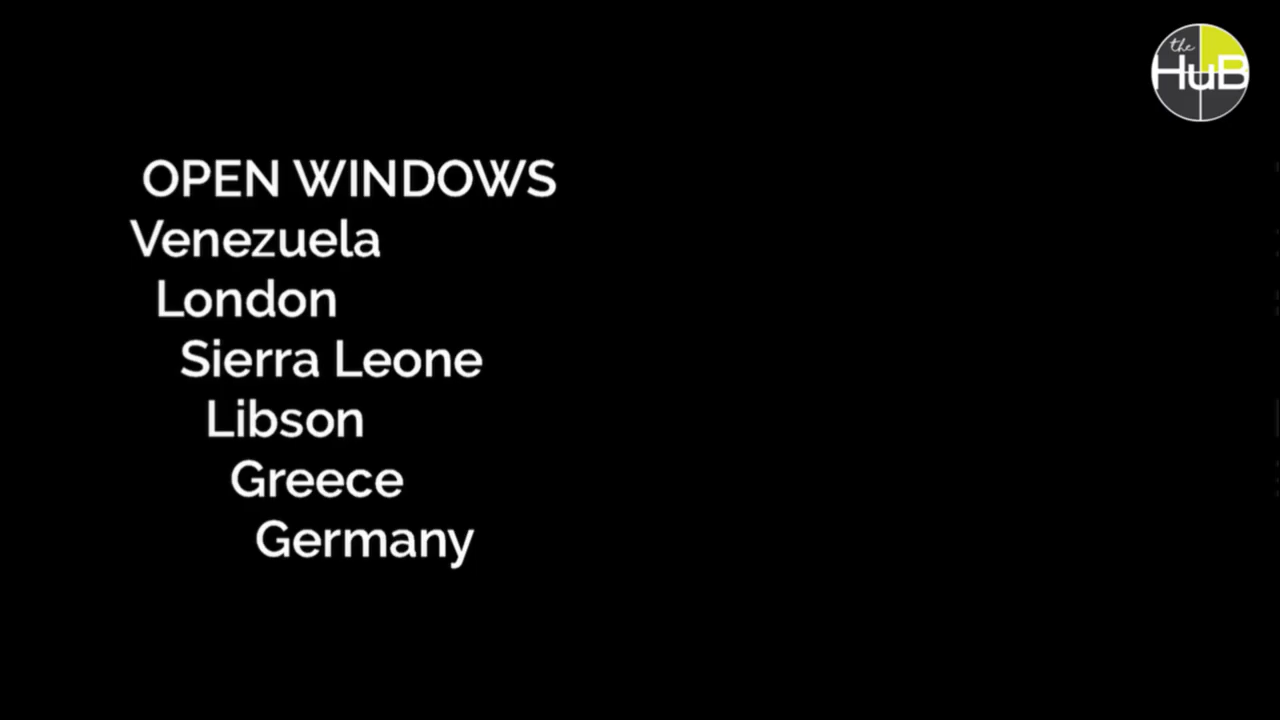 the
HuB
OPEN WINDOWS
Venezuela
London
Sierra Leone
Libson
Greece
Germany